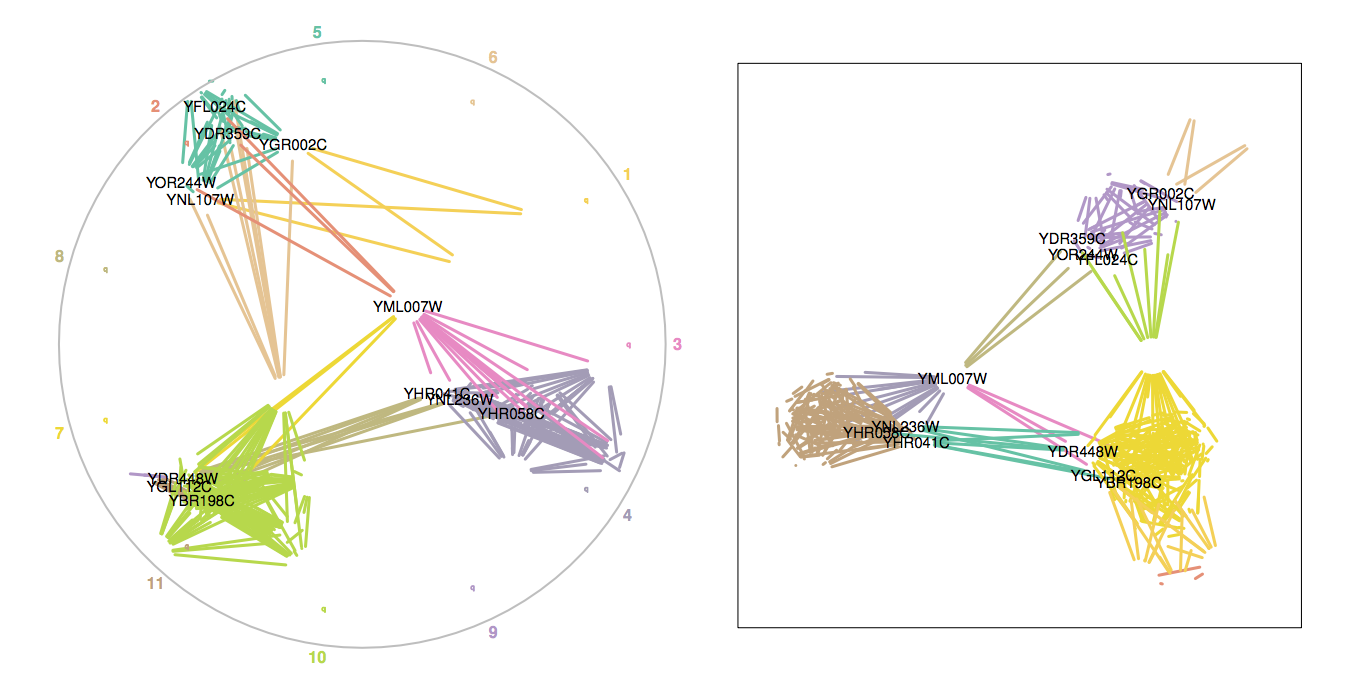 5
6
2
YFL024C
YDR359C
YGR002C
1
YOR244W
YNL107W
8
YML007W
3
YHR041C
YNL236W
YHR058C
7
YDR448W
YGL112C
YBR198C
4
11
9
10
YGR002C
YNL107W
YDR359C
YOR244W
YFL024C
YML007W
YNL236W
YHR058C
YHR041C
YDR448W
YGL112C
YBR198C